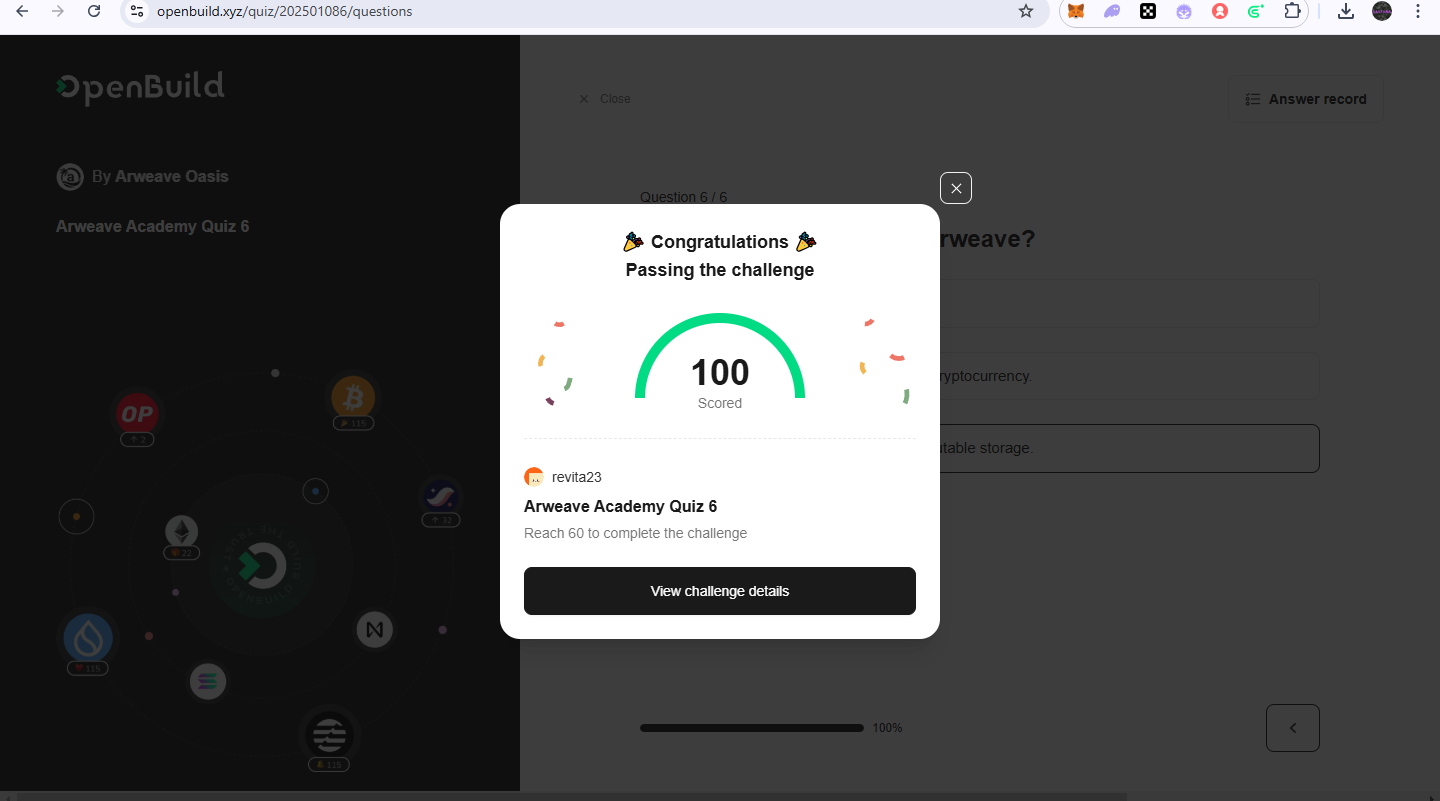 openbuild.xyz/quiz/202501086/questions
OpenBuild
Close
Answer record
By Arweave Oasis
Arweave Academy Quiz 6
Question 6 / 6
rweave?
ryptocurrency.
utable storage.
🎉 Congratulations 🎉
Passing the challenge
100
Scored
revita23
Arweave Academy Quiz 6
Reach 60 to complete the challenge
View challenge details
OP
2
115
32
22
115
115
100%